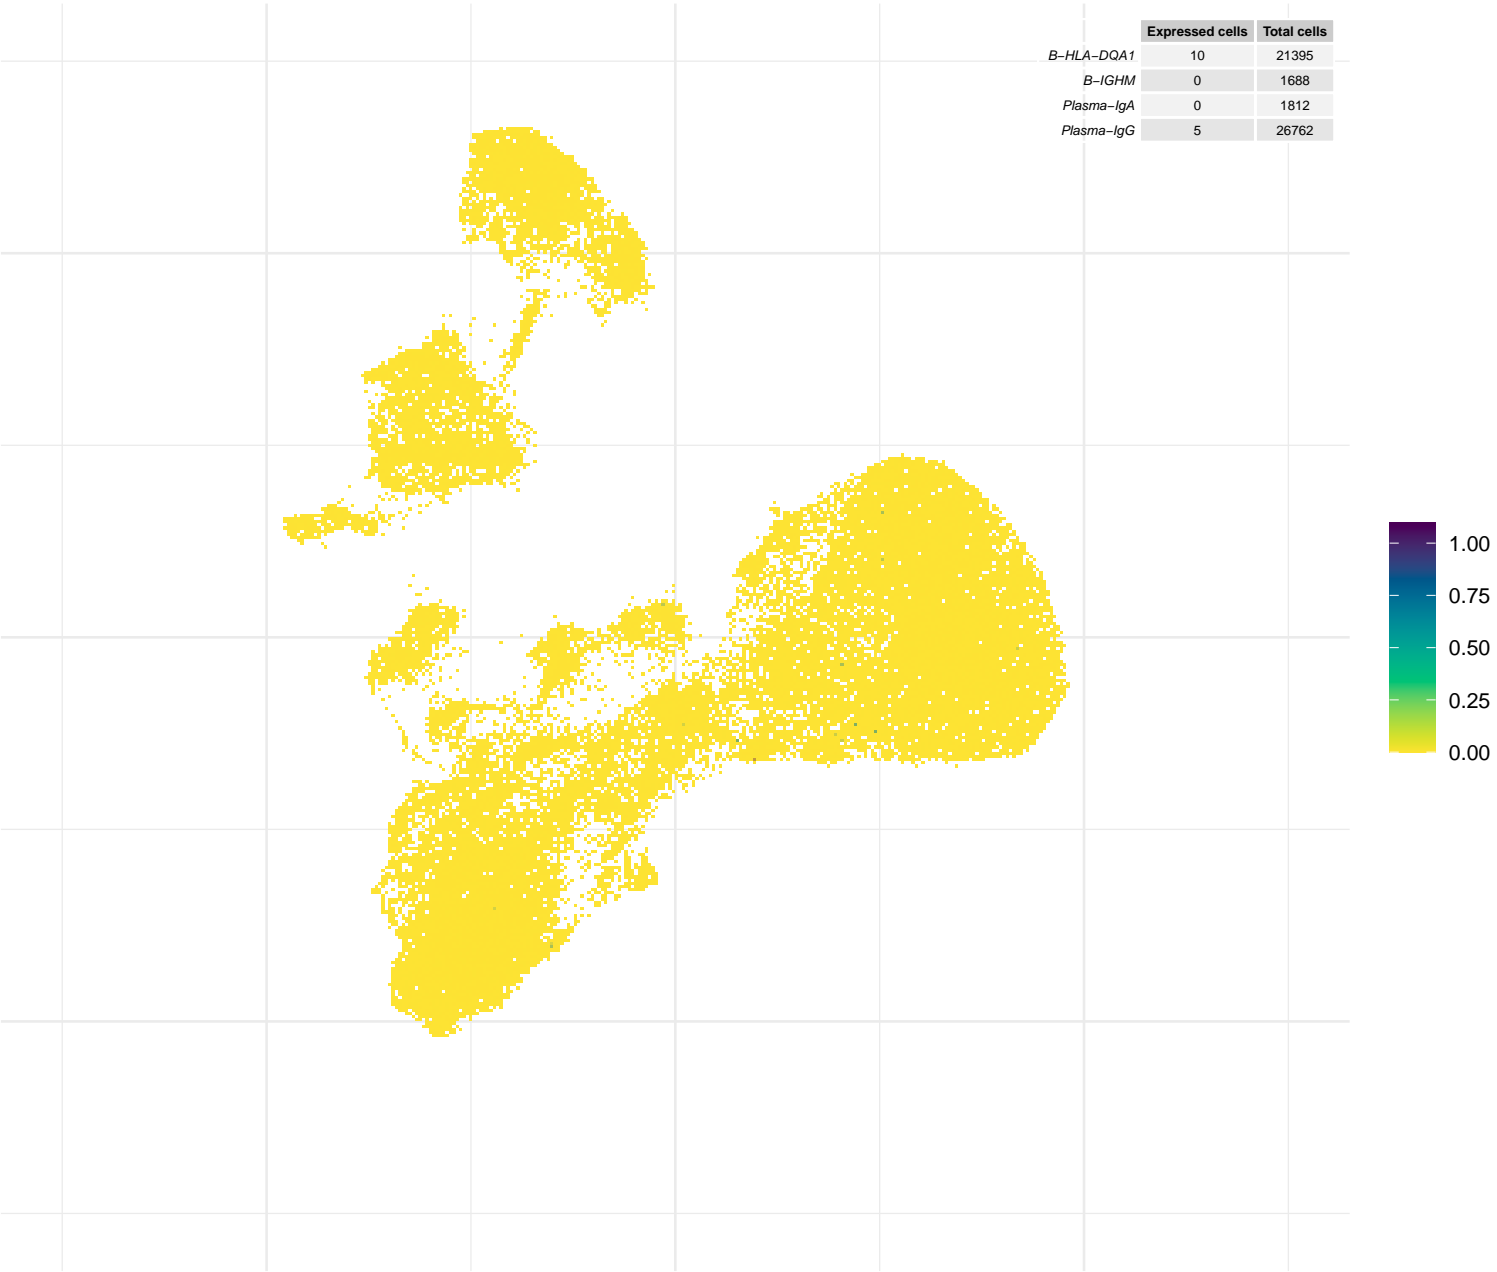 Expressed cells Total cells
B−HLA−DQA1 10 21395
B−IGHM 0 1688
Plasma−IgA 0 1812
Plasma−IgG 5 26762
1.00
0.75
0.50
0.25
0.00